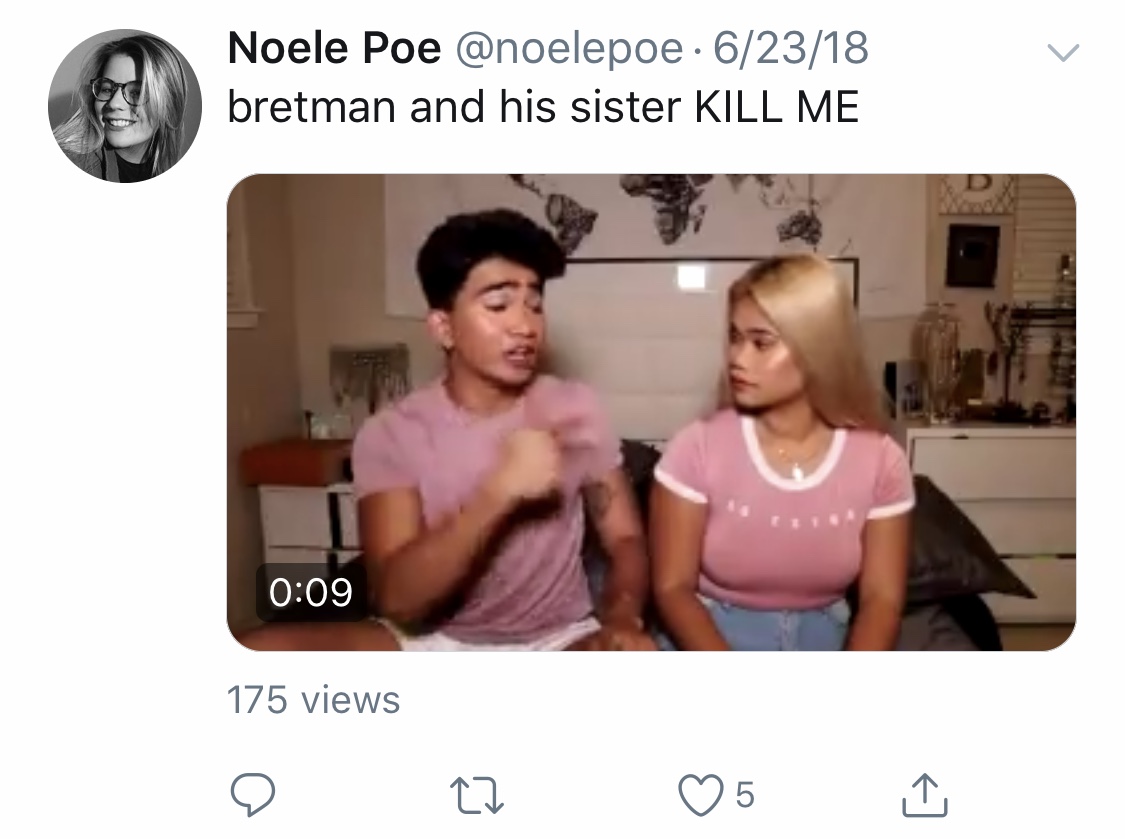 Noele Poe @noelepoe · 6/23/18
bretman and his sister KILL ME
B
0:09
175 views
5